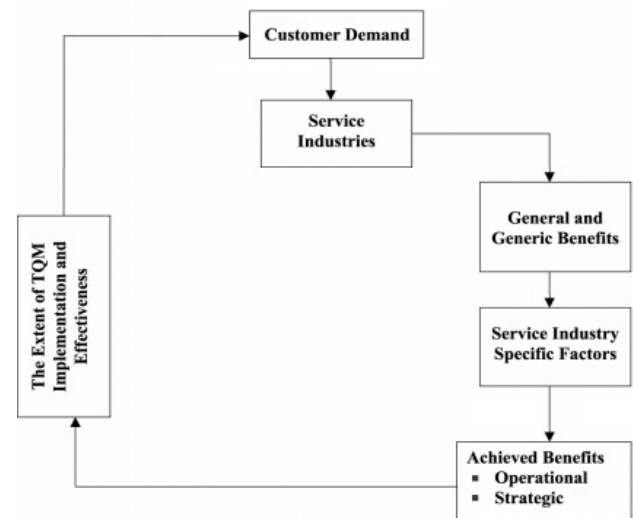 Customer Demand
Service
Industries
General and
Generic Benefits
Service Industry
Specific Factors
Achieved Benefits
▪ Operational
▪ Strategic
The Extent of TQM
Implementation and
Effectiveness